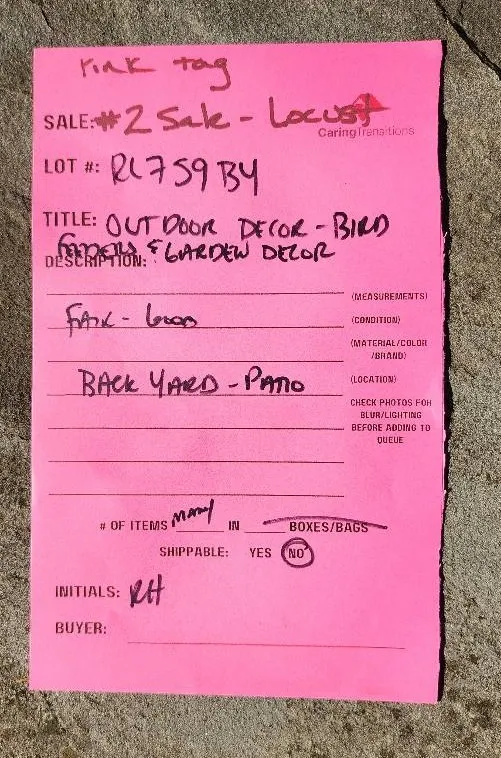 Pink tag
SALE: #2 Sale - Locust
CaringTransitions
LOT #: RL759BY
TITLE: OUTDOOR DECOR - BIRD
FEEDERS & GARDEN DECOR
DESCRIPTION:
(MEASUREMENTS)
FAIR - GOOD (CONDITION)
(MATERIAL/COLOR
/BRAND)
BACK YARD - PATIO (LOCATION)
CHECK PHOTOS FOR
BLUR/LIGHTING
BEFORE ADDING TO
QUEUE
# OF ITEMS MANY IN BOXES/BAGS
SHIPPABLE: YES NO
INITIALS: RH
BUYER: